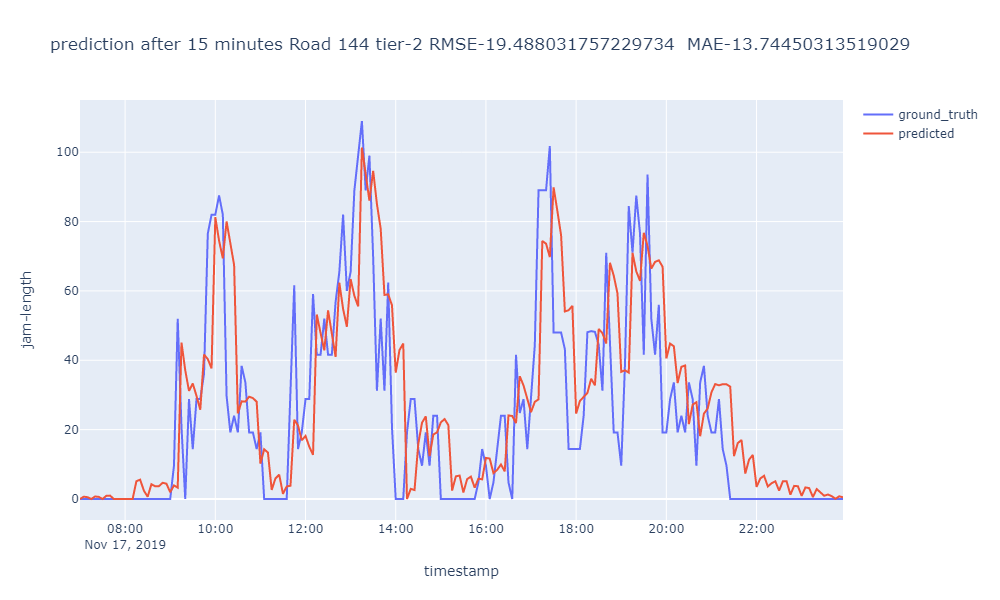 prediction after 15 minutes Road 144 tier-2 RMSE-19.488031757229734  MAE-13.74450313519029
ground_truth
predicted
100
80
60
40
20
0
jam-length
08:00 10:00 12:00 14:00 16:00 18:00 20:00 22:00
Nov 17, 2019
timestamp